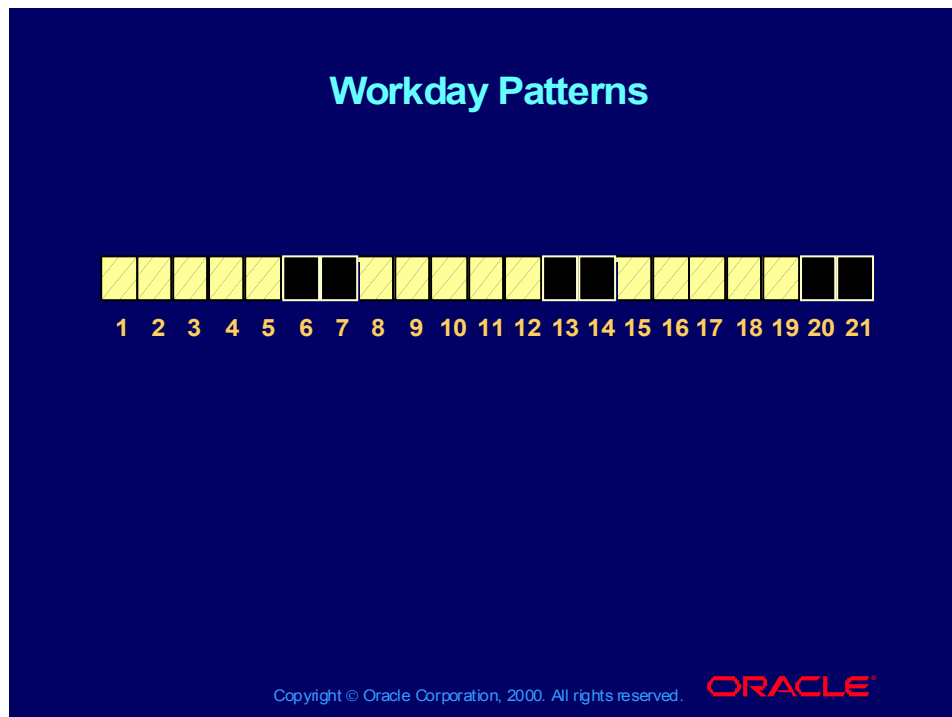 Workday Patterns
1 2 3 4 5 6 7 8 9 10 11 12 13 14 15 16 17 18 19 20 21
Copyright © Oracle Corporation, 2000. All rights reserved. ORACLE®